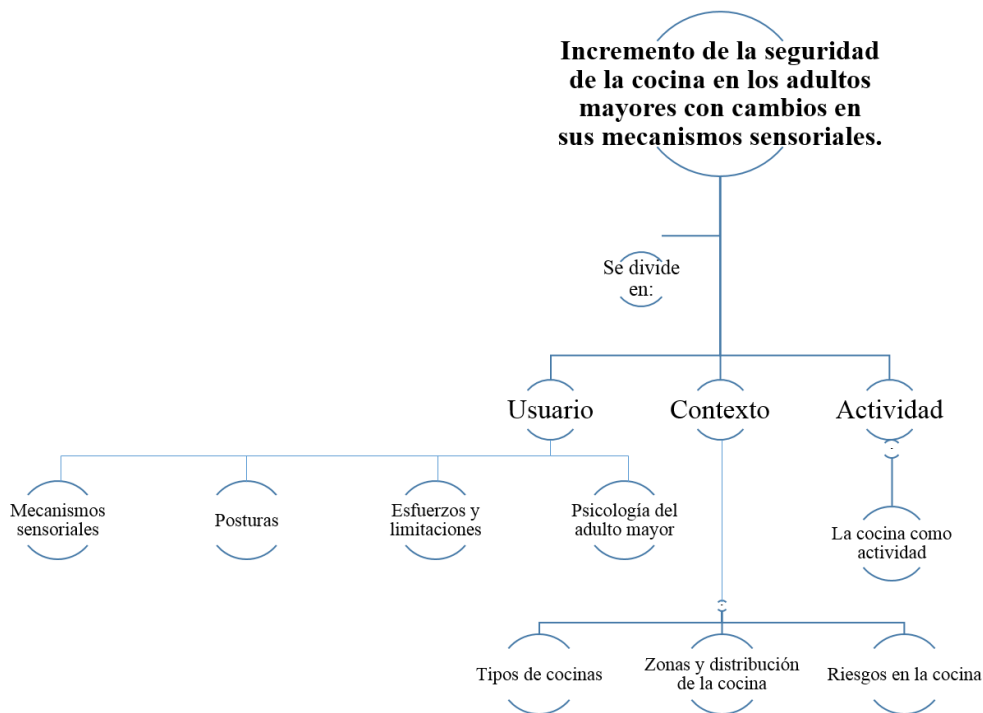 Incremento de la seguridad
de la cocina en los adultos
mayores con cambios en
sus mecanismos sensoriales.
Se divide
en:
Usuario
Contexto
Actividad
Mecanismos
sensoriales
Posturas
Esfuerzos y
limitaciones
Psicología del
adulto mayor
La cocina como
actividad
Tipos de cocinas
Zonas y distribución
de la cocina
Riesgos en la cocina